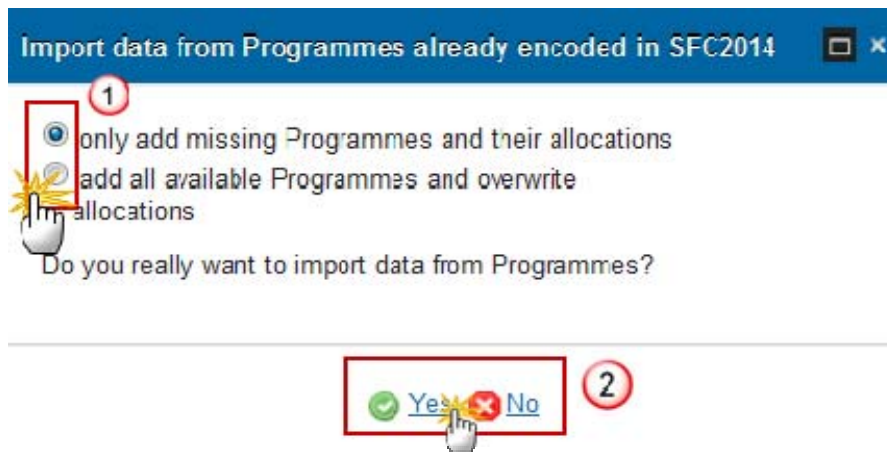 Import data from Programmes already encoded in SFC2014
1
only add missing Programmes and their allocations
add all available Programmes and overwrite
allocations
Do you really want to import data from Programmes?
Yes No
2